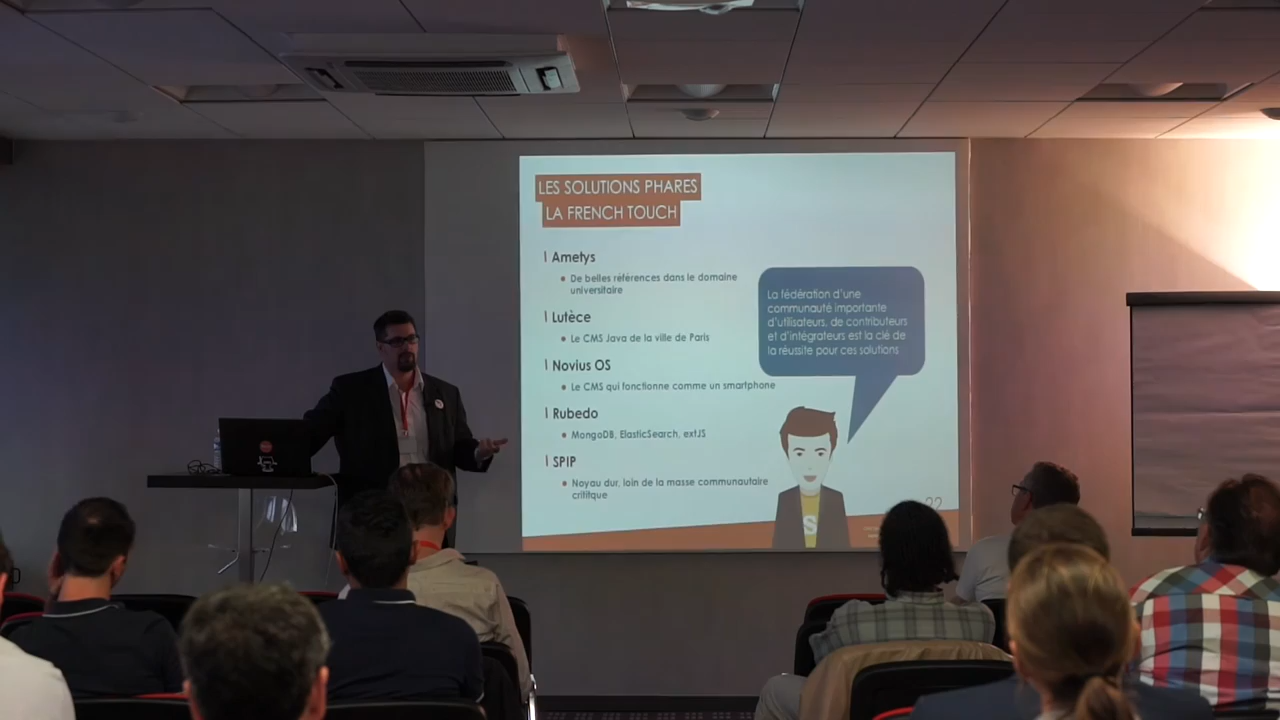 LES SOLUTIONS PHARES
LA FRENCH TOUCH
\ Ametys
• De belles références dans le domaine
universitaire
\ Lutèce
• Le CMS Java de la ville de Paris
\ Novius OS
• Le CMS qui fonctionne comme un smartphone
\ Rubedo
• MongoDB, ElasticSearch, extJS
\ SPIP
• Noyau dur, loin de la masse communautaire
crititque
La fédération d'une
communauté importante
d'utilisateurs, de contributeurs
et d'intégrateurs est la clé de
la réussite pour ces solutions
S
22